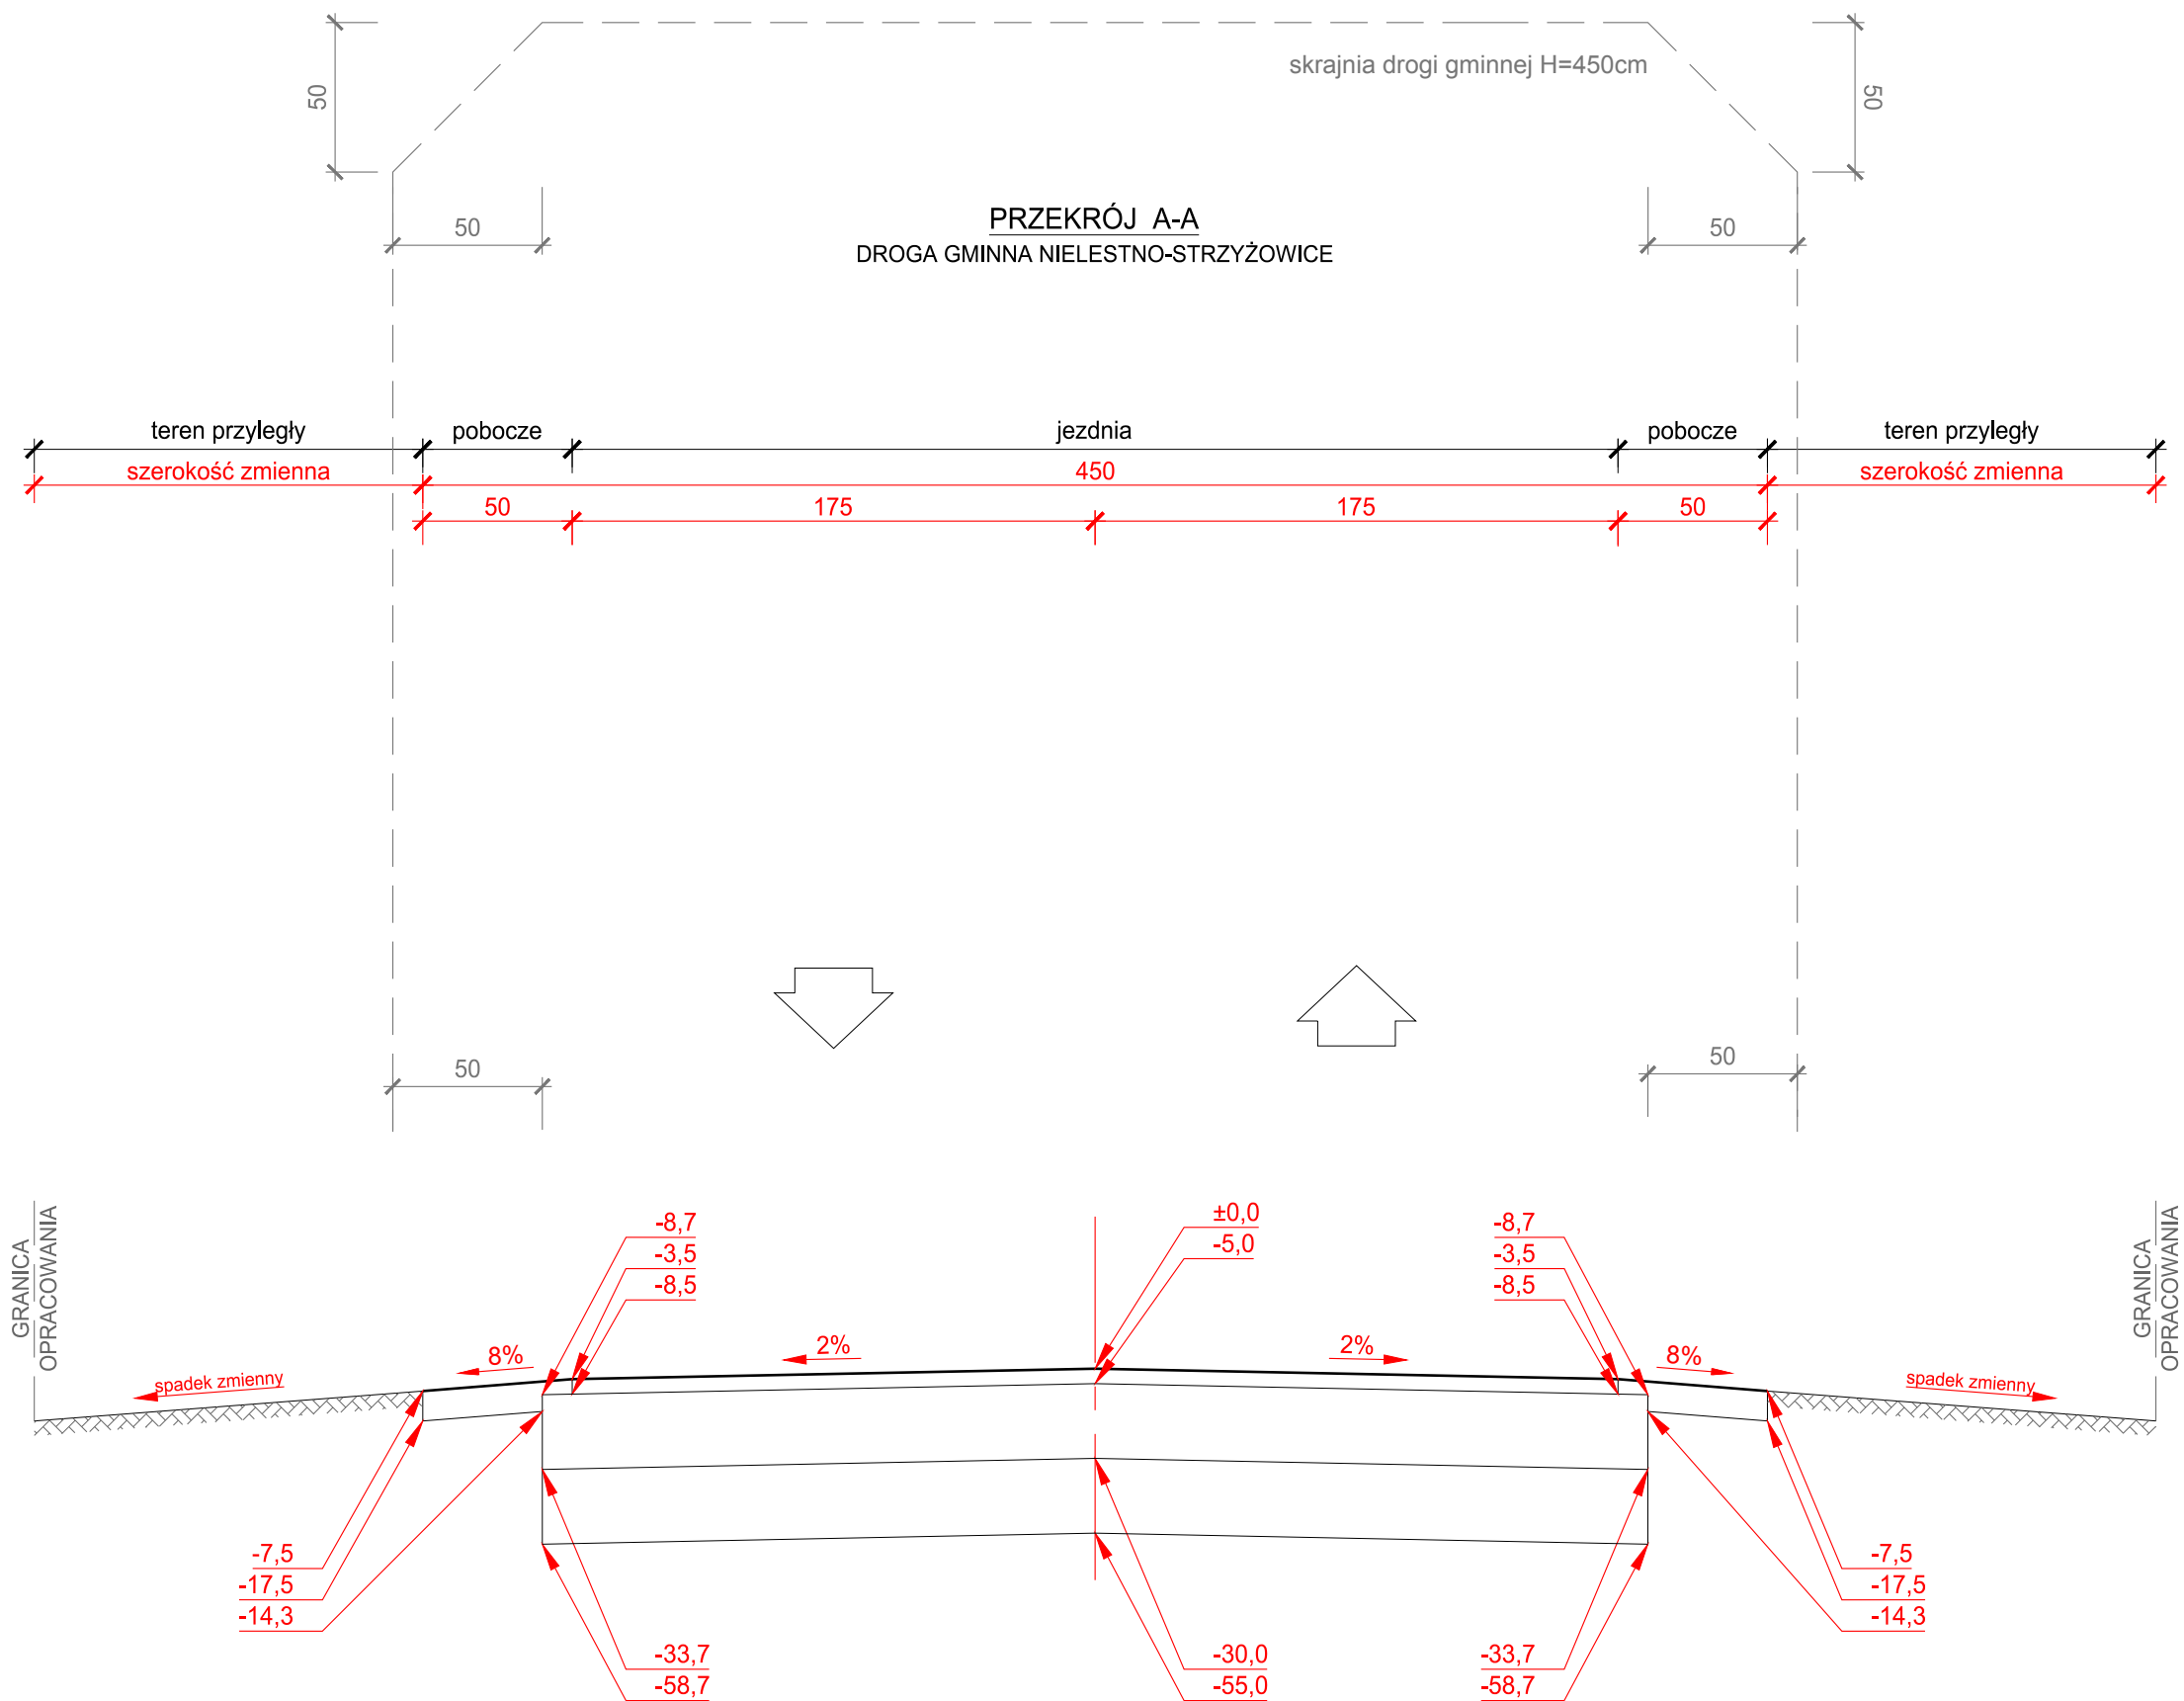 skrajnia drogi gminnej H=450cm
50
50
50
50
PRZEKRÓJ A-A
DROGA GMINNA NIELESTNO-STRZYŻOWICE
teren przyległy
pobocze
jezdnia
pobocze
teren przyległy
szerokość zmienna
450
szerokość zmienna
50
175
175
50
50
50
GRANICA
OPRACOWANIA
-8,7
-3,5
-8,5
±0,0
-5,0
-8,7
-3,5
-8,5
GRANICA
OPRACOWANIA
spadek zmienny
8%
2%
2%
8%
spadek zmienny
-7,5
-17,5
-14,3
-33,7
-58,7
-30,0
-55,0
-33,7
-58,7
-7,5
-17,5
-14,3